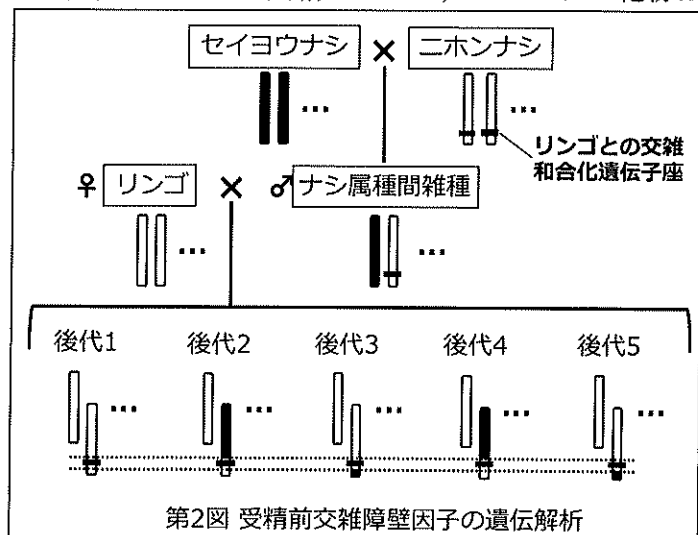 セイヨウナシ × ニホンナシ
... ...
リンゴとの交雑
和合化遺伝子座
♀ リンゴ × ♂ ナシ属種間雑種
... ...
後代1 後代2 後代3 後代4 後代5
... ... ... ... ...
第2図 受精前交雑障壁因子の遺伝解析